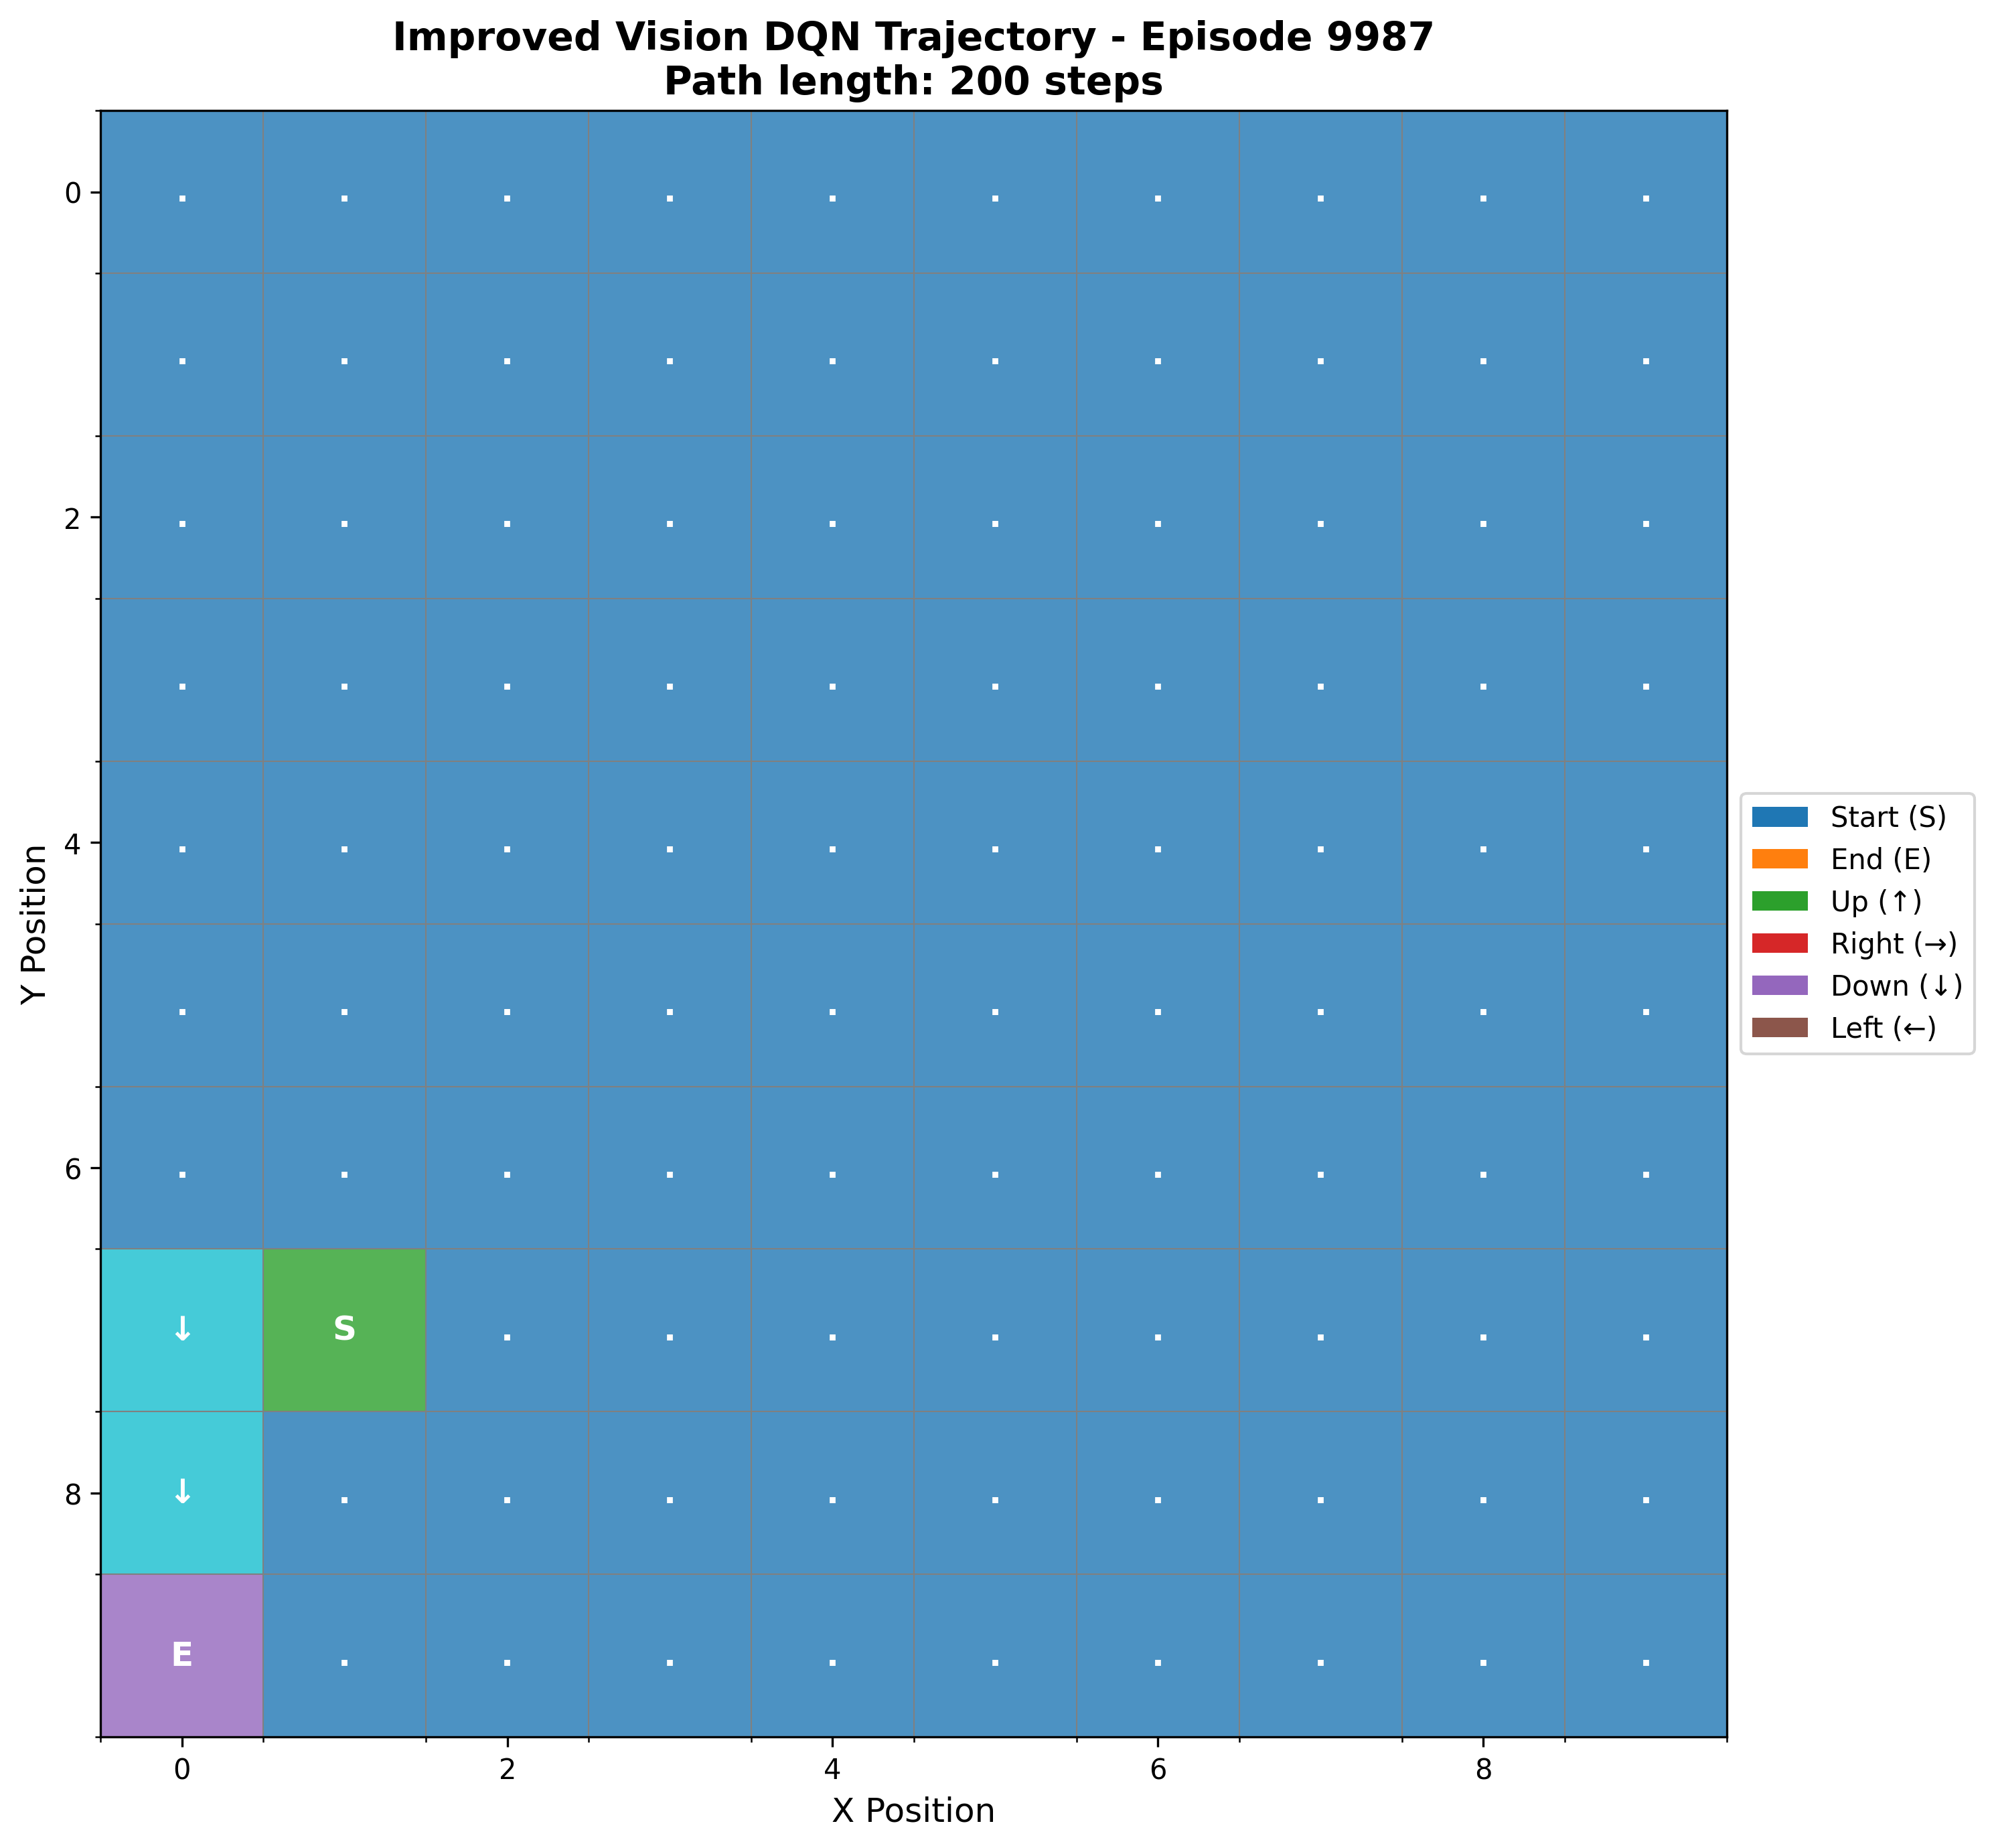 Improved Vision DQN Trajectory - Episode 9987
Path length: 200 steps
0
2
4
6
8
Y Position
↓ S
↓
E
0 2 4 6 8
X Position
Start (S)
End (E)
Up (↑)
Right (→)
Down (↓)
Left (←)